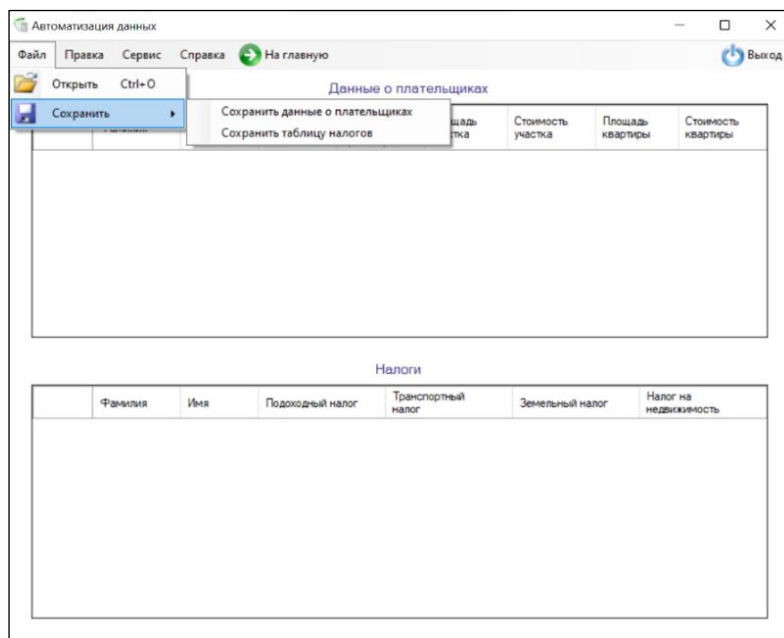 Автоматизация данных
Файл Правка Сервис Справка На главную Выход
Открыть Ctrl+O
Данные о плательщиках
Сохранить
Сохранить данные о плательщиках
Сохранить таблицу налогов
Стоимость участка
Площадь квартиры
Стоимость квартиры
Налоги
Фамилия Имя Подоходный налог Транспортный налог Земельный налог Налог на недвижимость